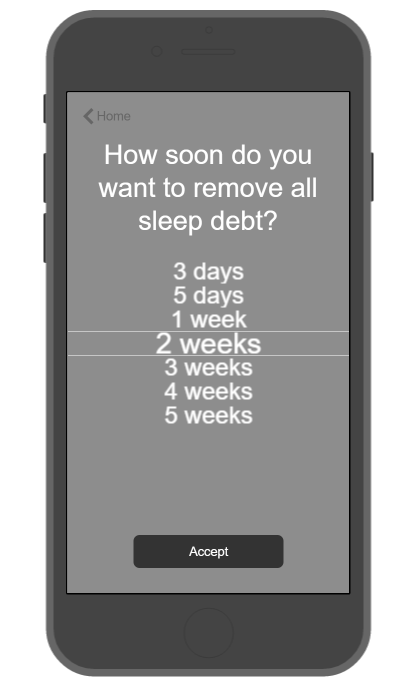 Home
How soon do you
want to remove all
sleep debt?
3 days
5 days
1 week
2 weeks
3 weeks
4 weeks
5 weeks
Accept